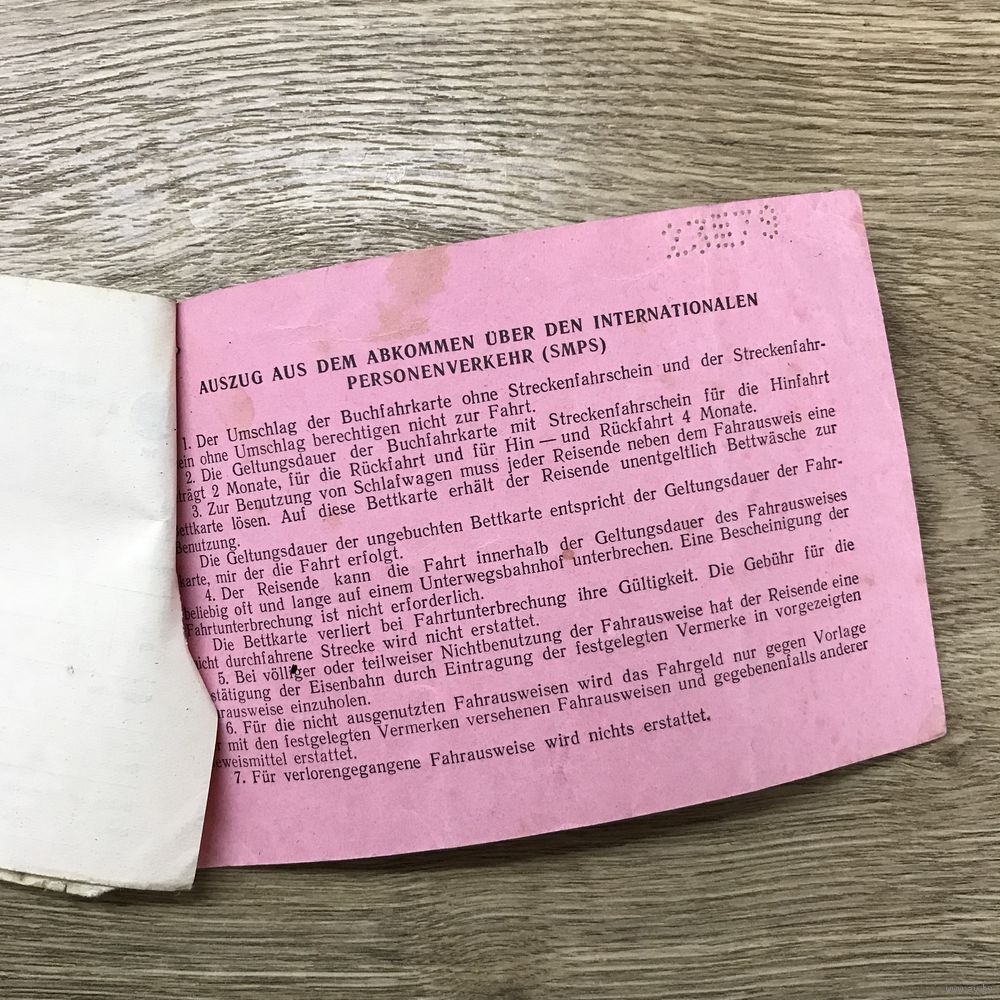 AUSZUG AUS DEM ABKOMMEN ÜBER DEN INTERNATIONALEN
PERSONENVERKEHR (SMPS)
1. Der Umschlag der Buchfahrkarte ohne Streckenfahrschein und der Streckenfahr-
ein ohne Umschlag berechtigen nicht zur Fahrt.
2. Die Geltungsdauer der Buchfahrkarte mit Streckenfahrschein für die Hinfahrt
trägt 2 Monate, für die Rückfahrt und für Hin — und Rückfahrt 4 Monate.
3. Zur Benutzung von Schlafwagen muss jeder Reisende neben dem Fahrausweis eine
Bettkarte lösen. Auf diese Bettkarte erhält der Reisende unentgeltlich Bettwäsche zur
Benutzung.
Die Geltungsdauer der ungebuchten Bettkarte entspricht der Geltungsdauer der Fahr-
karte, mir der die Fahrt erfolgt.
4. Der Reisende kann die Fahrt innerhalb der Geltungsdauer des Fahrausweises
beliebig oft und lange auf einem Unterwegsbahnhof unterbrechen. Eine Bescheinigung der
Fahrtunterbrechung ist nicht erforderlich.
Die Bettkarte verliert bei Fahrtunterbrechung ihre Gültigkeit. Die Gebühr für die
icht durchfahrene Strecke wird nicht erstattet.
5. Bei völliger oder teilweiser Nichtbenutzung der Fahrausweise hat der Reisende eine
stätigung der Eisenbahn durch Eintragung der festgelegten Vermerke in vorgezeigten
rausweise einzuholen.
6. Für die nicht ausgenutzten Fahrausweisen wird das Fahrgeld nur gegen Vorlage
r mit den festgelegten Vermerken versehenen Fahrausweisen und gegebenenfalls anderer
eweismittel erstattet.
7. Für verlorengegangene Fahrausweise wird nichts erstattet.